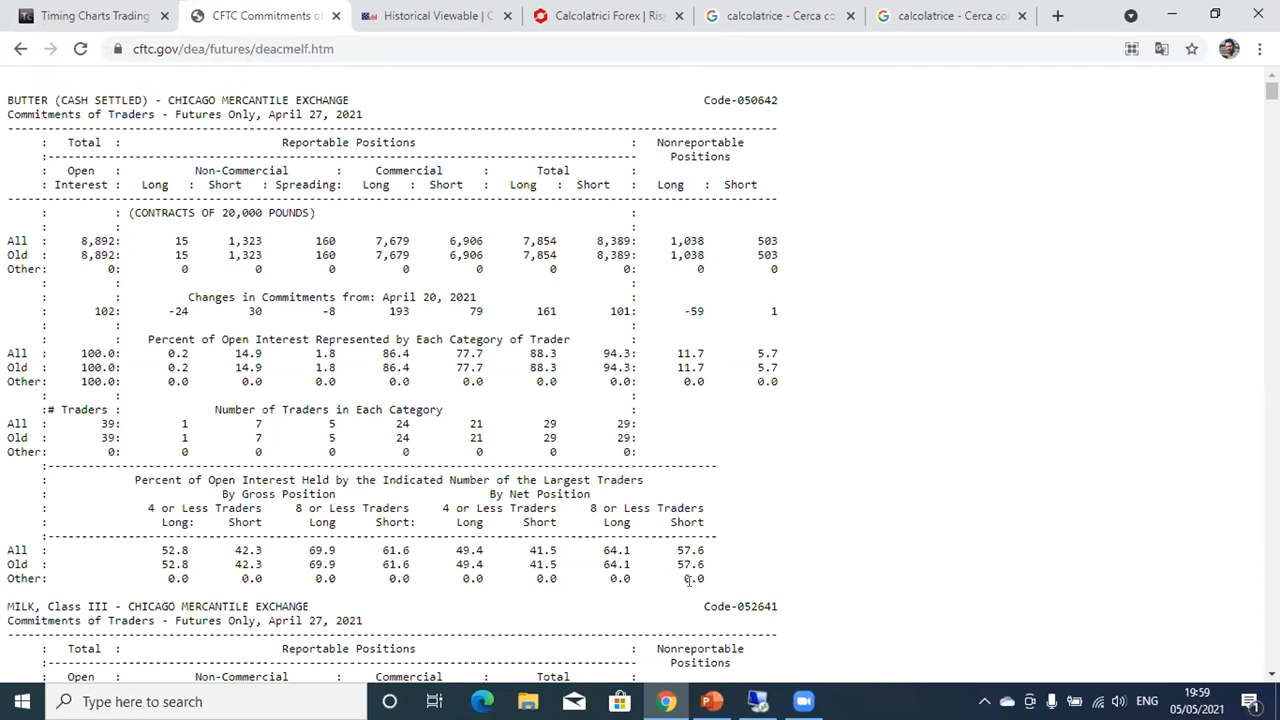 Timing Charts Trading
CFTC Commitments of
Historical Viewable | C
Calcolatrici Forex | Ris
calcolatrice - Cerca co
calcolatrice - Cerca co
cftc.gov/dea/futures/deacmelf.htm
BUTTER (CASH SETTLED) - CHICAGO MERCANTILE EXCHANGE Code-050642
Commitments of Traders - Futures Only, April 27, 2021
: Total : Reportable Positions : Nonreportable
: : Positions
: Open : Non-Commercial : Commercial : Total :
: Interest : Long : Short : Spreading: Long : Short : Long : Short : Long : Short
: : (CONTRACTS OF 20,000 POUNDS) :
: : :
All : 8,892: 15 1,323 160 7,679 6,906 7,854 8,389: 1,038 503
Old : 8,892: 15 1,323 160 7,679 6,906 7,854 8,389: 1,038 503
Other: 0: 0 0 0 0 0 0 0: 0 0
: : :
: : Changes in Commitments from: April 20, 2021 :
: 102: -24 30 -8 193 79 161 101: -59 1
: : :
: : Percent of Open Interest Represented by Each Category of Trader
All : 100.0: 0.2 14.9 1.8 86.4 77.7 88.3 94.3: 11.7 5.7
Old : 100.0: 0.2 14.9 1.8 86.4 77.7 88.3 94.3: 11.7 5.7
Other: 100.0: 0.0 0.0 0.0 0.0 0.0 0.0 0.0: 0.0 0.0
: : :
:# Traders : Number of Traders in Each Category :
All : 39: 1 7 5 24 21 29 29:
Old : 39: 1 7 5 24 21 29 29:
Other: 0: 0 0 0 0 0 0 0:
: Percent of Open Interest Held by the Indicated Number of the Largest Traders
: By Gross Position By Net Position
: 4 or Less Traders 8 or Less Traders 4 or Less Traders 8 or Less Traders
: Long: Short Long Short: Long Short Long Short
All : 52.8 42.3 69.9 61.6 49.4 41.5 64.1 57.6
Old : 52.8 42.3 69.9 61.6 49.4 41.5 64.1 57.6
Other: 0.0 0.0 0.0 0.0 0.0 0.0 0.0 0.0
MILK, Class III - CHICAGO MERCANTILE EXCHANGE Code-052641
Commitments of Traders - Futures Only, April 27, 2021
: Total : Reportable Positions : Nonreportable
: : Positions
: Open : Non-Commercial : Commercial : Total :
Type here to search
ENG
19:59
05/05/2021
1